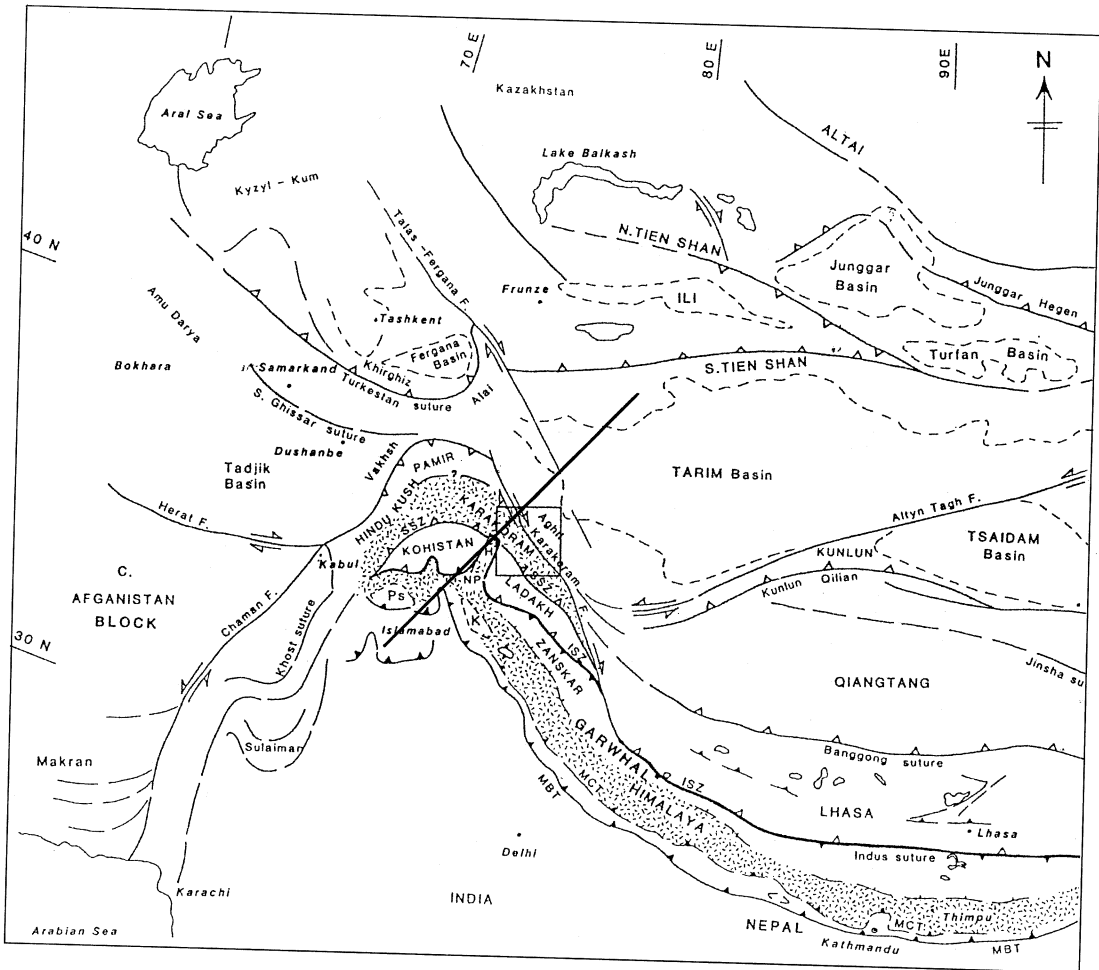 70 E
80 E
90E
N
Kazakhstan
Aral Sea
ALTAI
Lake Balkash
Kyzyl - Kum
Talas -Fergana F.
40 N
N.TIEN SHAN
Junggar
Basin
Junggar Hegen
Amu Darya
Frunze
ILI
Tashkent
Fergana
Basin
Turfan Basin
Bokhara
Samarkand
Khirghiz
Turkestan suture
Alai
S.TIEN SHAN
S. Ghissar suture
Dushanbe
Vakhsh
Tadjik
Basin
PAMIR
?
TARIM Basin
Herat F.
HINDU KUSH
SSZ
KARAKORAM
Aghil
Karakoram F.
Altyn Tagh F.
TSAIDAM
Basin
KOHISTAN
H
SSZ
KUNLUN
Kunlun Qilian
Kabul
C.
AFGANISTAN
BLOCK
Chaman F.
Khost suture
Ps
NP
LADAKH
Islamabad
K
ISZ
ZANSKAR
30 N
Jinsha su
QIANGTANG
Sulaiman
Makran
GARWHAL
HIMALAYA
ISZ
Banggong suture
MBT
MCT
LHASA
Lhasa
Delhi
Indus suture
Karachi
INDIA
NEPAL
MCT
Thimpu
Arabian Sea
Kathmandu
MBT